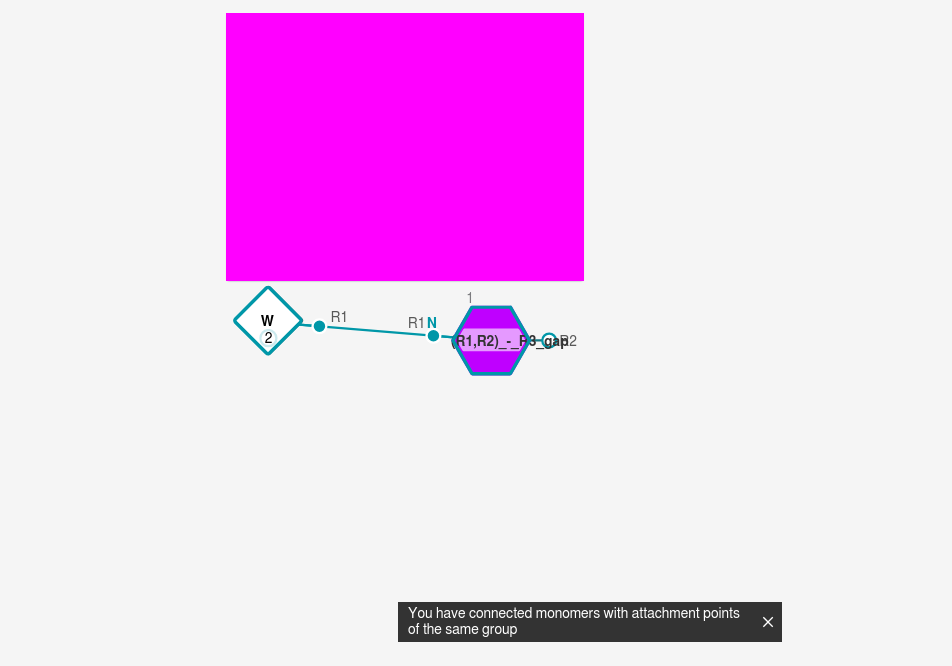 1
W
2
R1
R1 N
(R1,R2)_-_R3_gap
R2
You have connected monomers with attachment points
of the same group